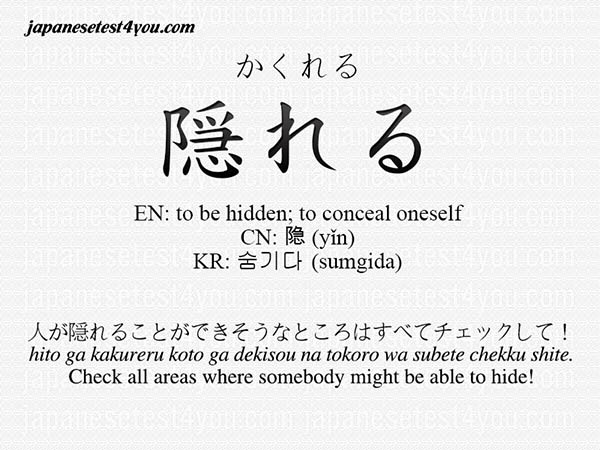 japanesetest4you.com
かくれる
隠れる
EN: to be hidden; to conceal oneself
CN: 隐 (yǐn)
KR: 숨기다 (sumgida)
人が隠れることができそうなところはすべてチェックして！
hito ga kakureru koto ga dekisou na tokoro wa subete chekku shite.
Check all areas where somebody might be able to hide!